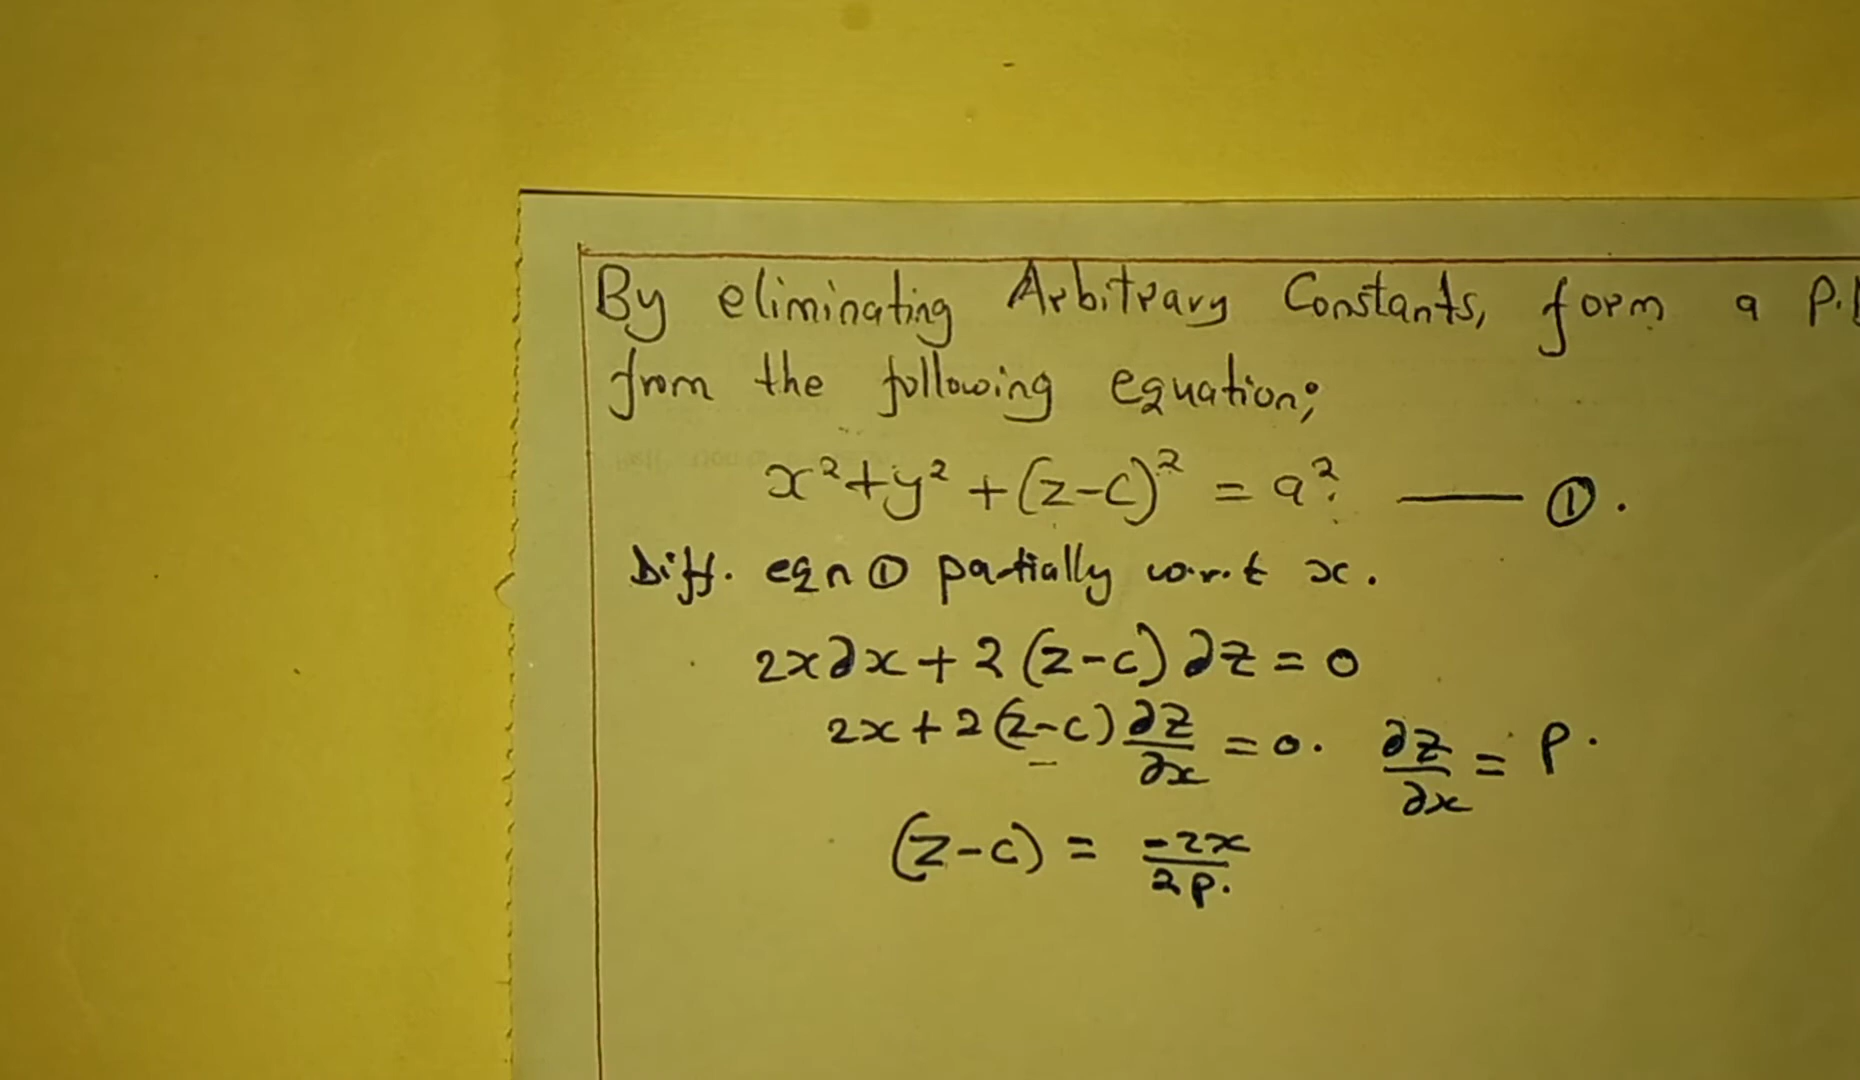 By eliminating Arbitrary Constants, form a P.
from the following equation;
x²+y² + (z-c)² = a². —— ①.
Diff. eqn ① partially w.r.t x.
2x∂x + 2(z-c)∂z = 0
2x + 2(z-c) ∂z/∂x = 0. ∂z/∂x = P.
(z-c) = -2x/2p.